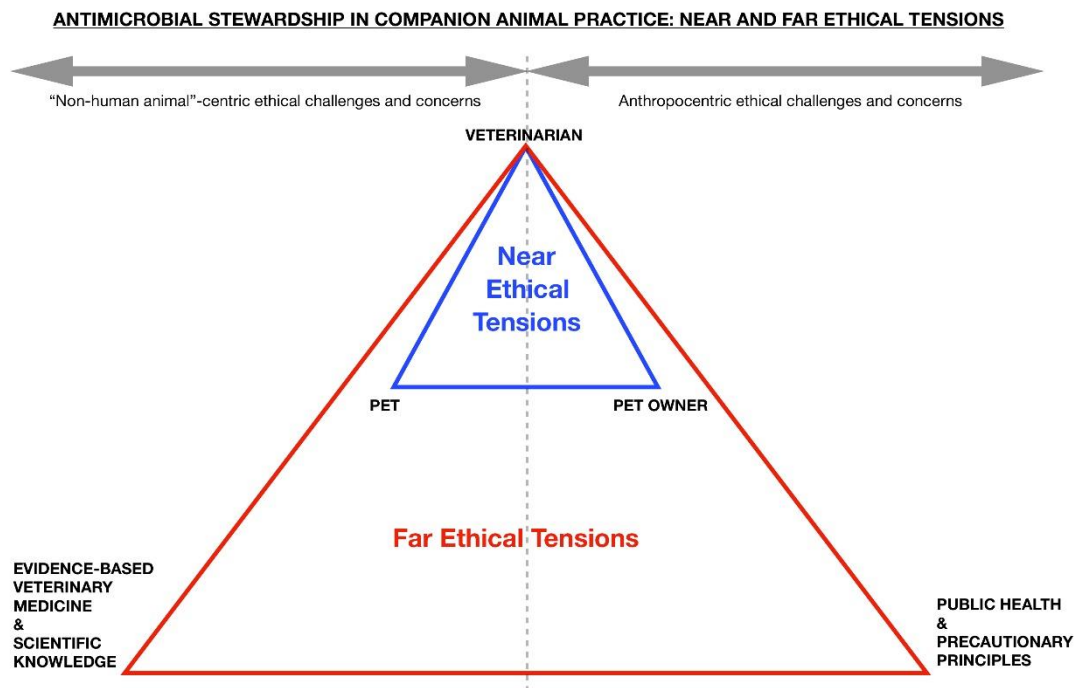 ANTIMICROBIAL STEWARDSHIP IN COMPANION ANIMAL PRACTICE: NEAR AND FAR ETHICAL TENSIONS
“Non-human animal”-centric ethical challenges and concerns
Anthropocentric ethical challenges and concerns
VETERINARIAN
Near
Ethical
Tensions
PET
PET OWNER
Far Ethical Tensions
EVIDENCE-BASED
VETERINARY
MEDICINE
&
SCIENTIFIC
KNOWLEDGE
PUBLIC HEALTH
&
PRECAUTIONARY
PRINCIPLES